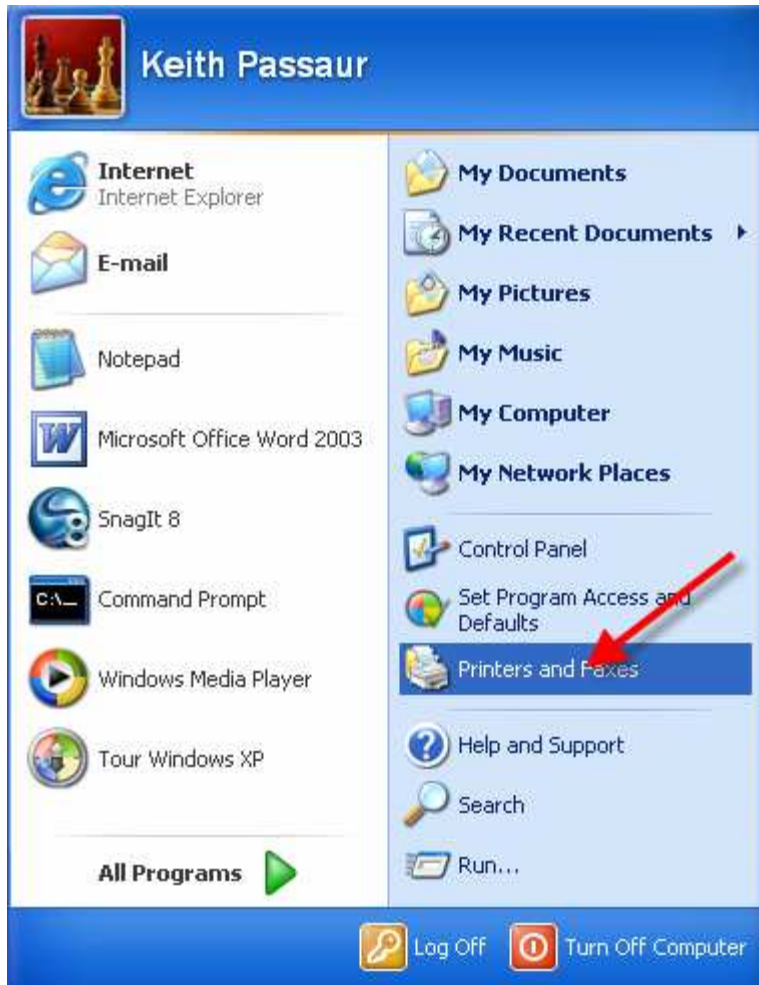 Keith Passaur
Internet
Internet Explorer
E-mail
Notepad
Microsoft Office Word 2003
SnagIt 8
C:\_
Command Prompt
Windows Media Player
Tour Windows XP
All Programs
My Documents
My Recent Documents
My Pictures
My Music
My Computer
My Network Places
Control Panel
Set Program Access and
Defaults
Printers and Faxes
Help and Support
Search
Run...
Log Off
Turn Off Computer